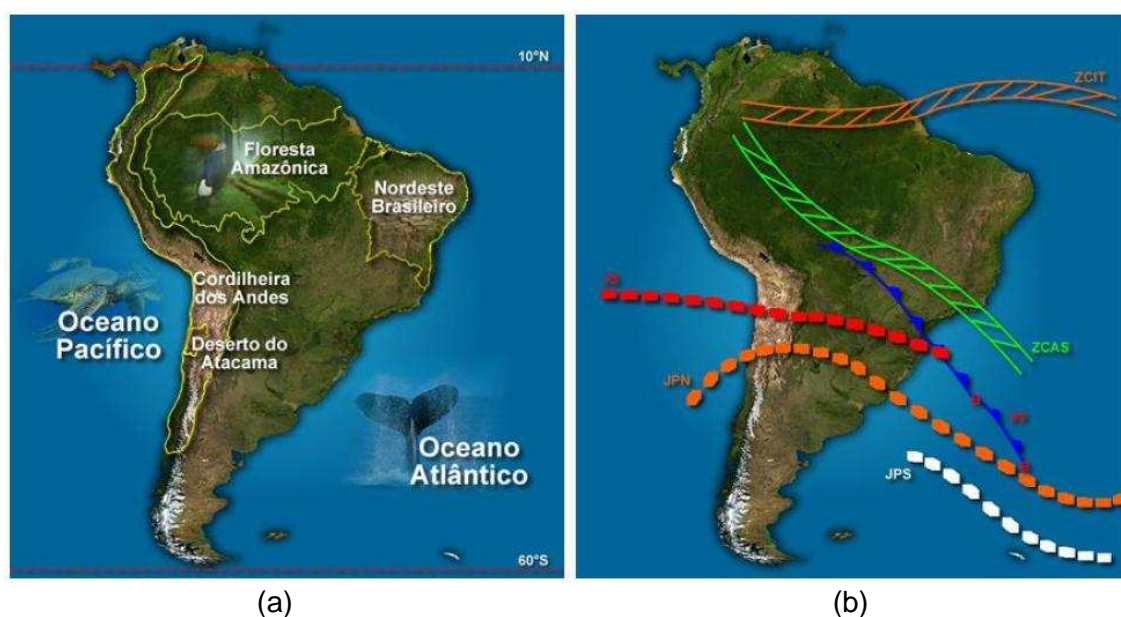 10°N
Floresta
Amazônica
Nordeste
Brasileiro
Cordilheira
dos Andes
Oceano
Pacífico
Deserto do
Atacama
Oceano
Atlântico
60°S
(a)
ZCIT
ZCAS
JPN
JPS
(b)